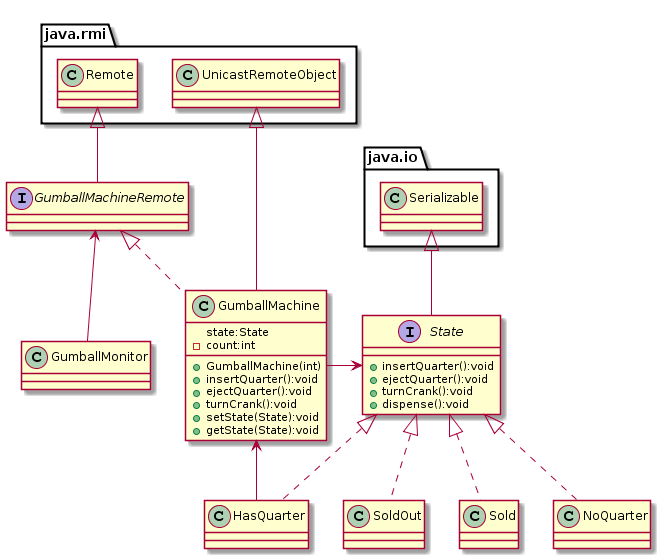 java.rmi
C Remote
C UnicastRemoteObject
java.io
I GumballMachineRemote
C Serializable
C GumballMachine
state:State
count:int
GumballMachine(int)
insertQuarter():void
ejectQuarter():void
turnCrank():void
setState(State):void
getState(State):void
I State
insertQuarter():void
ejectQuarter():void
turnCrank():void
dispense():void
C GumballMonitor
C HasQuarter
C SoldOut
C Sold
C NoQuarter